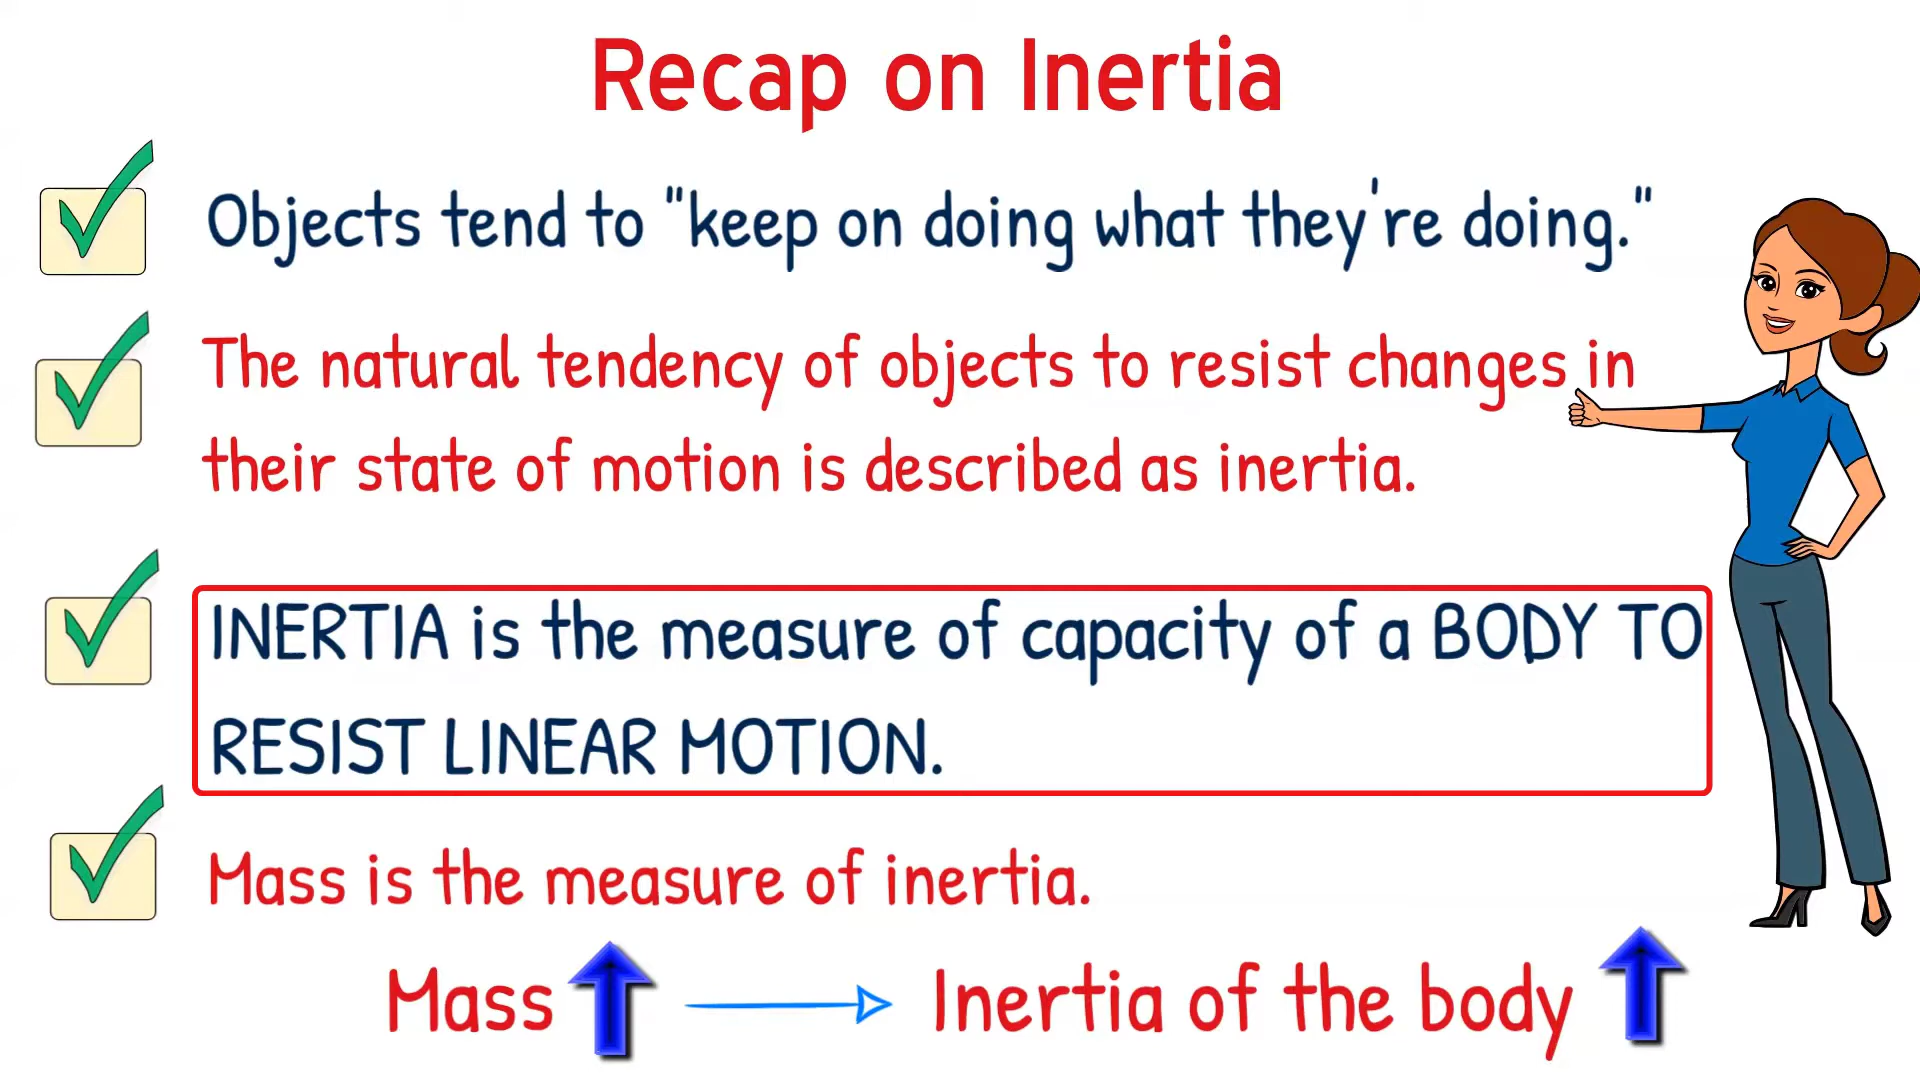 Recap on Inertia
Objects tend to "keep on doing what they're doing."
The natural tendency of objects to resist changes in
their state of motion is described as inertia.
INERTIA is the measure of capacity of a BODY TO
RESIST LINEAR MOTION.
Mass is the measure of inertia.
Mass Inertia of the body